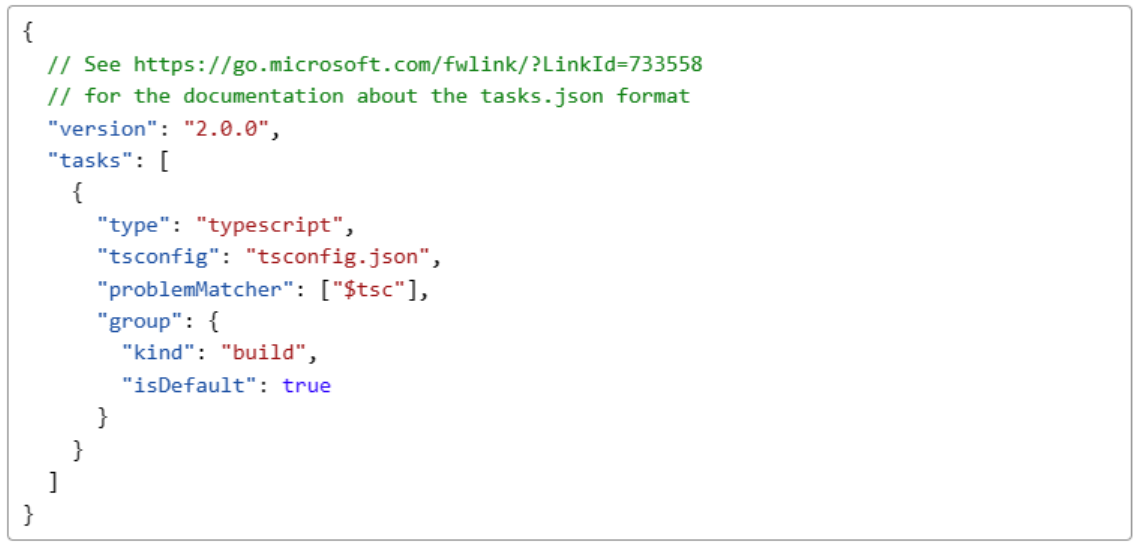 {
  // See https://go.microsoft.com/fwlink/?LinkId=733558
  // for the documentation about the tasks.json format
  "version": "2.0.0",
  "tasks": [
    {
      "type": "typescript",
      "tsconfig": "tsconfig.json",
      "problemMatcher": ["$tsc"],
      "group": {
        "kind": "build",
        "isDefault": true
      }
    }
  ]
}